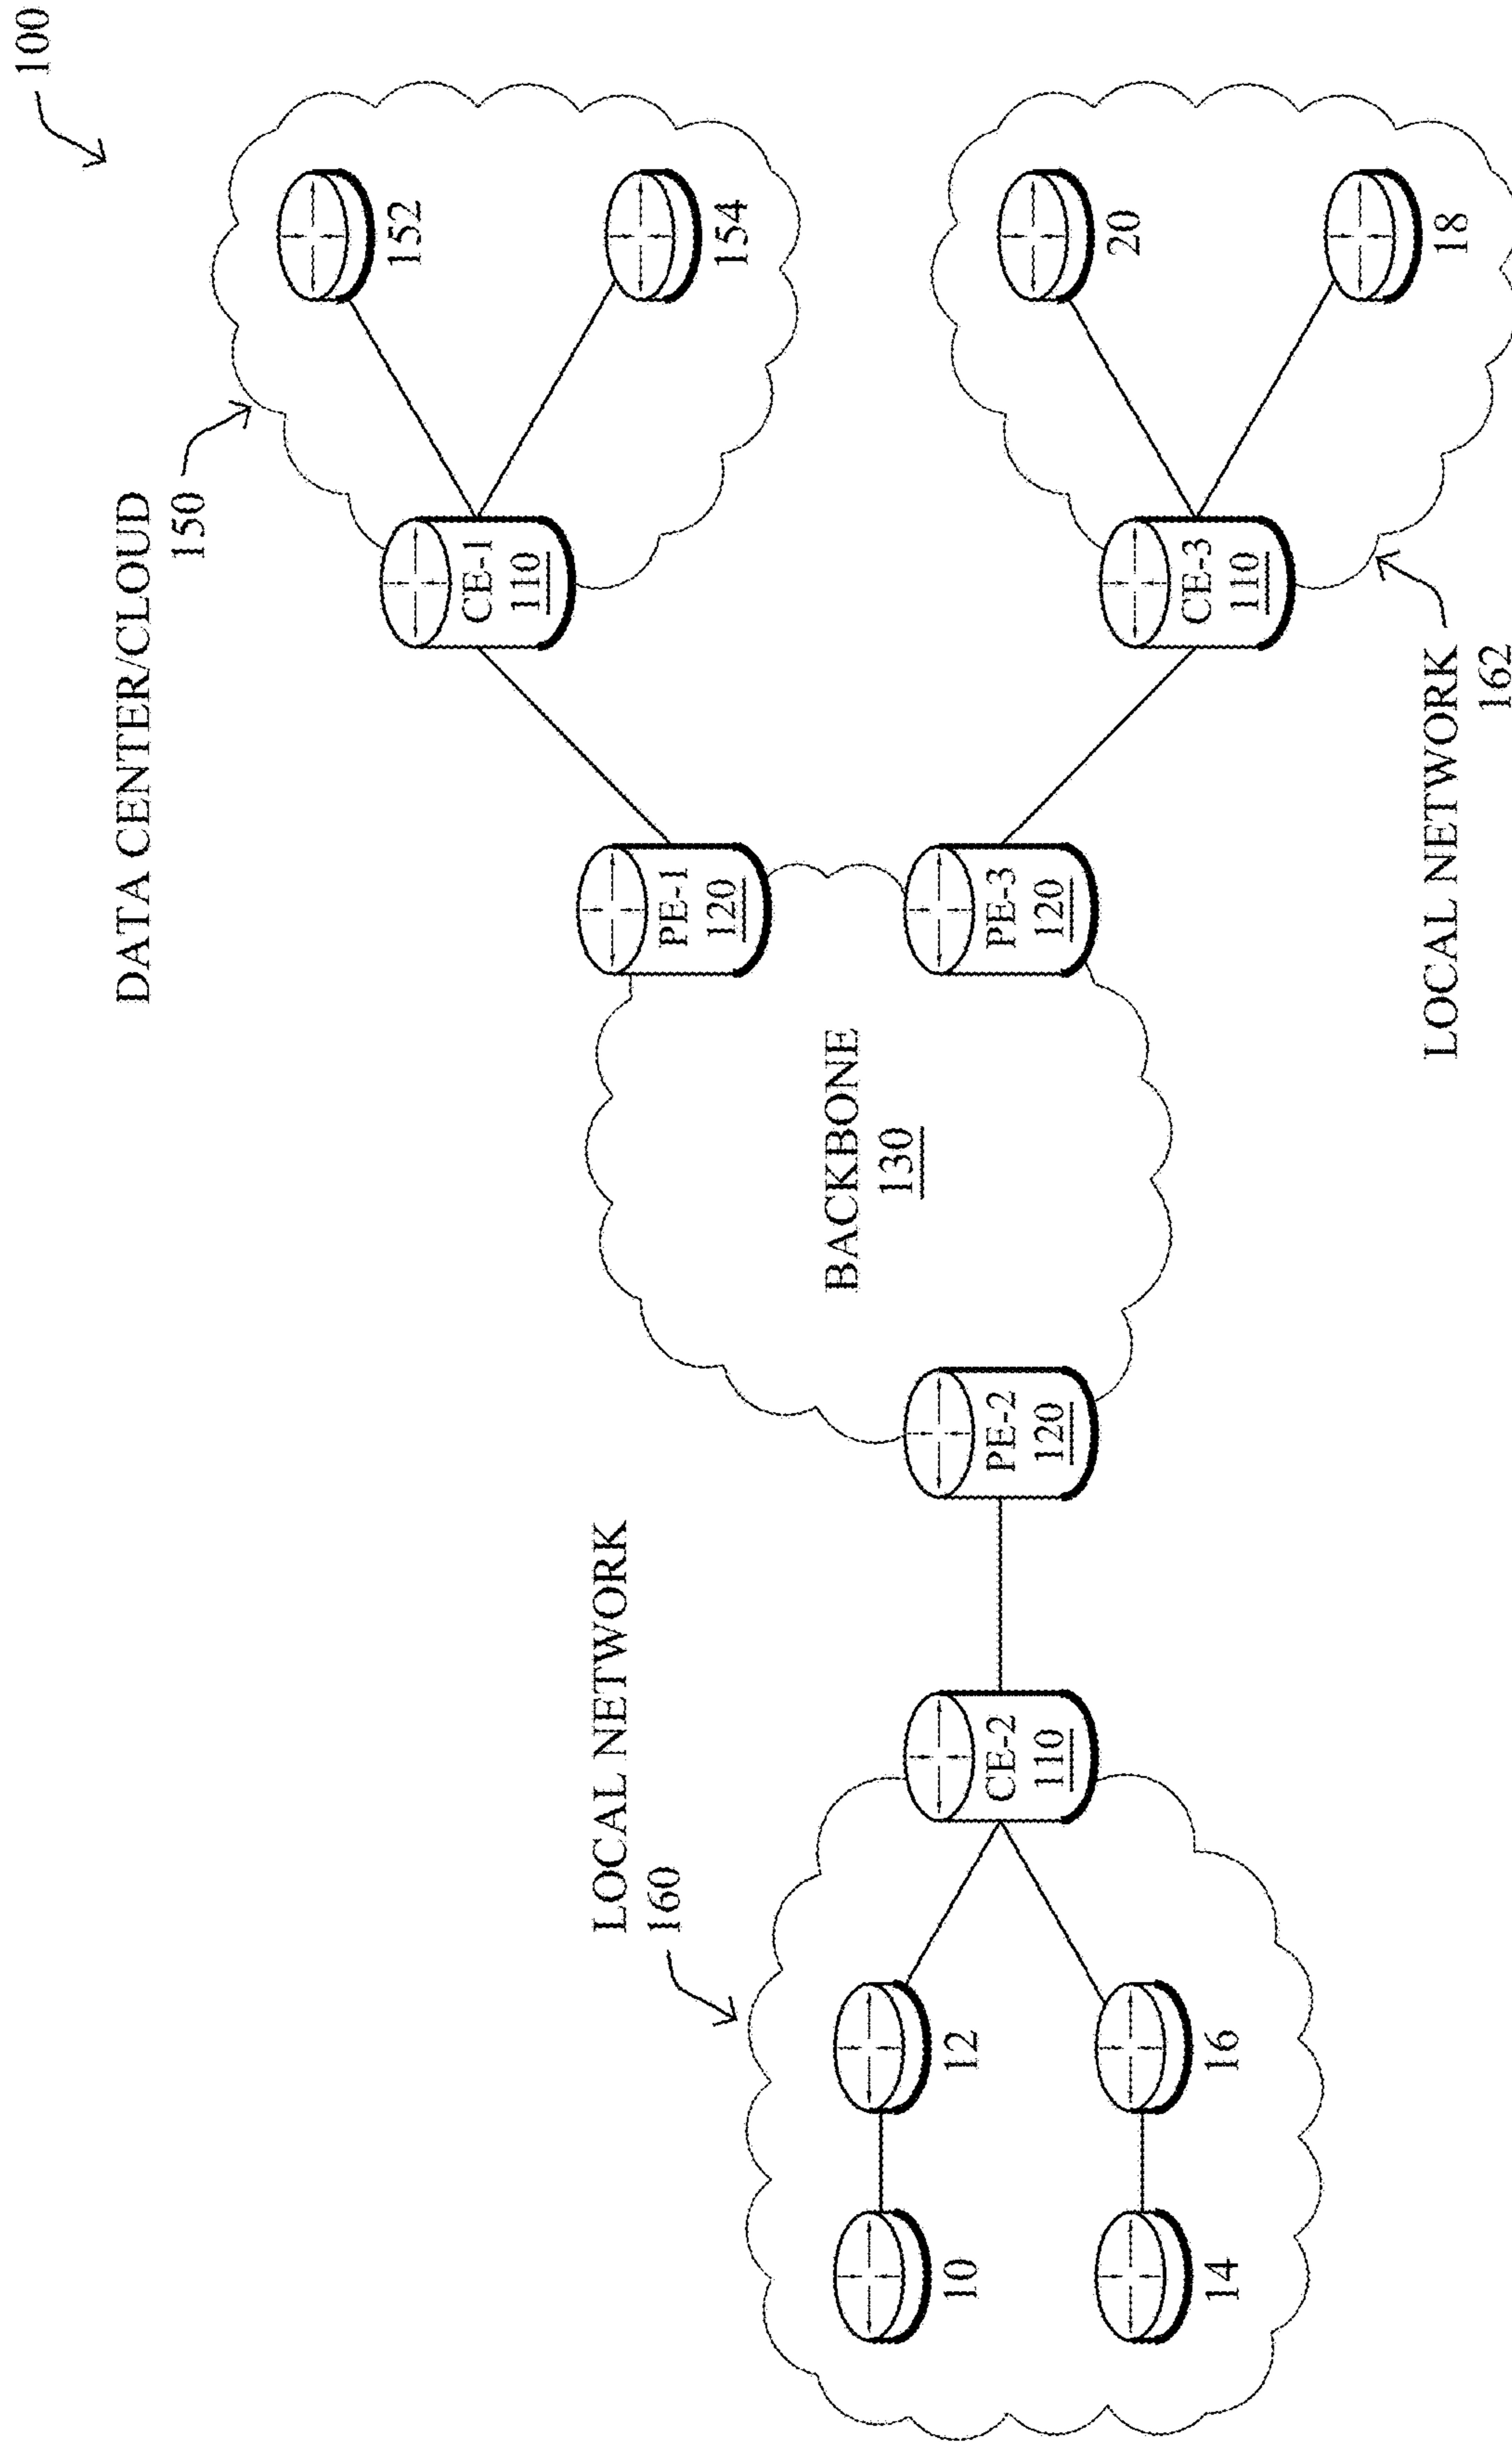 100
DATA CENTER/CLOUD
150
152
CE-1
110
154
LOCAL NETWORK
160
PE-1
120
BACKBONE
130
10
12
CE-2
110
PE-2
120
PE-3
120
CE-3
110
20
14
16
18
LOCAL NETWORK
162